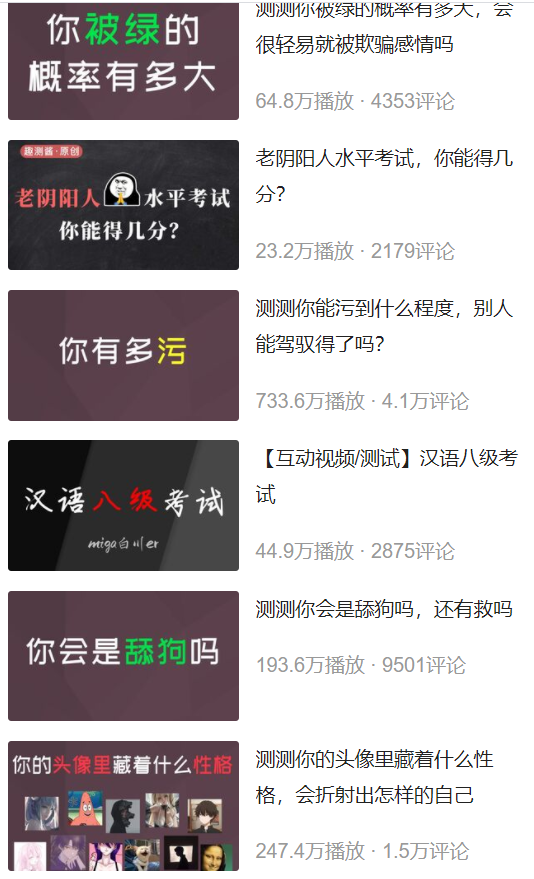 你被绿的
概率有多大
测测你被绿的概率有多大，会
很轻易就被欺骗感情吗
64.8万播放 · 4353评论
趣测酱·原创
老阴阳人水平考试
你能得几分？
老阴阳人水平考试，你能得几
分？
23.2万播放 · 2179评论
你有多污
测测你能污到什么程度，别人
能驾驭得了吗？
733.6万播放 · 4.1万评论
汉语八级考试
miga白川er
【互动视频/测试】汉语八级考
试
44.9万播放 · 2875评论
你会是舔狗吗
测测你会是舔狗吗，还有救吗
193.6万播放 · 9501评论
你的头像里藏着什么性格
测测你的头像里藏着什么性
格，会折射出怎样的自己
247.4万播放 · 1.5万评论